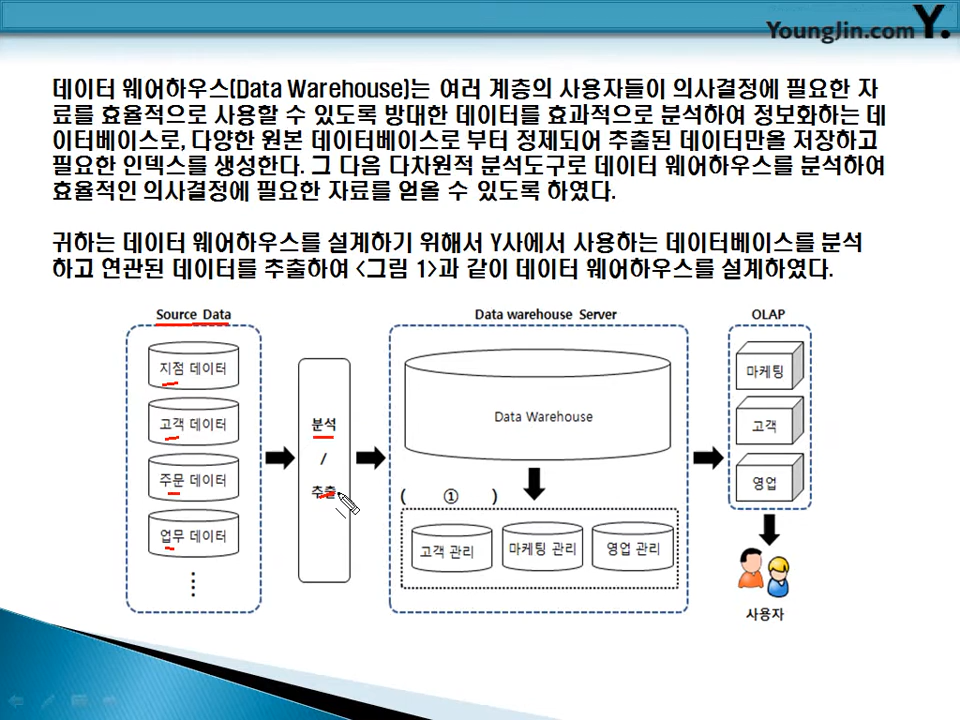 YoungJin.com Y.
데이터 웨어하우스(Data Warehouse)는 여러 계층의 사용자들이 의사결정에 필요한 자
료를 효율적으로 사용할 수 있도록 방대한 데이터를 효과적으로 분석하여 정보화하는 데
이터베이스로, 다양한 원본 데이터베이스로 부터 정제되어 추출된 데이터만을 저장하고
필요한 인덱스를 생성한다. 그 다음 다차원적 분석도구로 데이터 웨어하우스를 분석하여
효율적인 의사결정에 필요한 자료를 얻을 수 있도록 하였다.
귀하는 데이터 웨어하우스를 설계하기 위해서 Y사에서 사용하는 데이터베이스를 분석
하고 연관된 데이터를 추출하여 <그림 1>과 같이 데이터 웨어하우스를 설계하였다.
Source Data
지점 데이터
고객 데이터
주문 데이터
업무 데이터
⋮
분석
/
추출
Data warehouse Server
Data Warehouse
( ① )
고객 관리
마케팅 관리
영업 관리
OLAP
마케팅
고객
영업
사용자